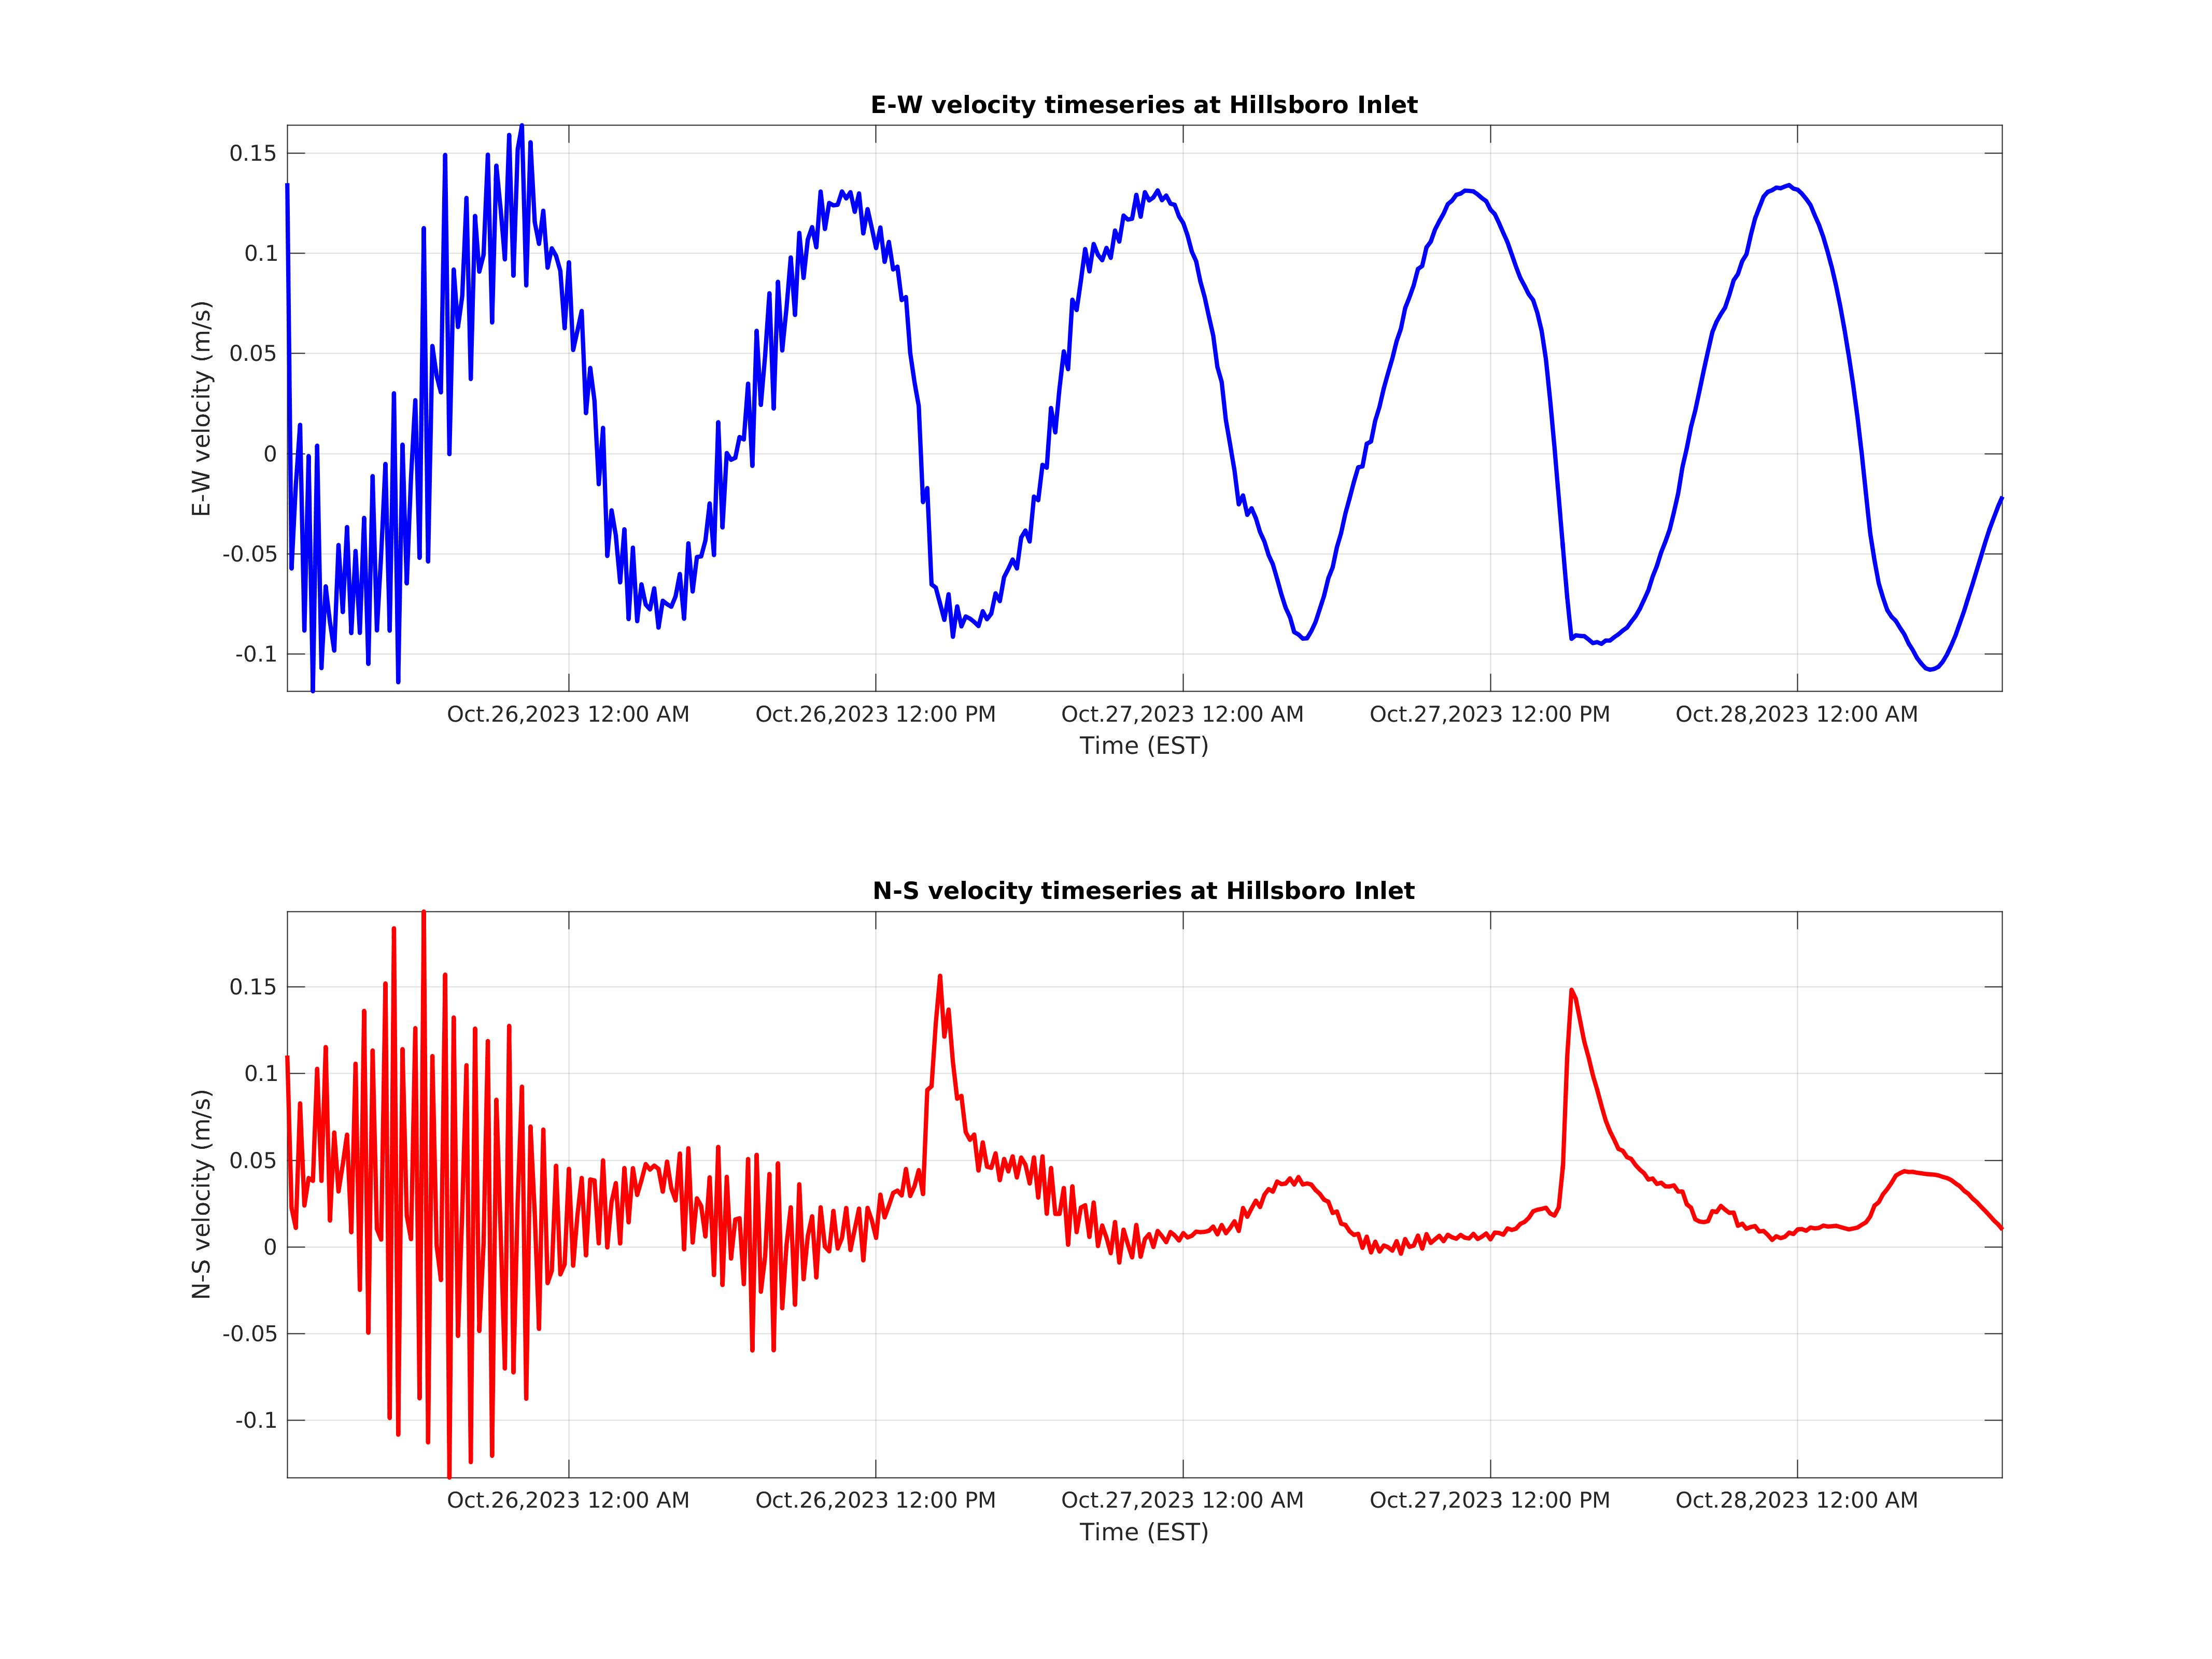 E-W velocity timeseries at Hillsboro Inlet
0.15
0.1
0.05
0
-0.05
-0.1
E-W velocity (m/s)
Oct.26,2023 12:00 AM Oct.26,2023 12:00 PM Oct.27,2023 12:00 AM Oct.27,2023 12:00 PM Oct.28,2023 12:00 AM
Time (EST)
N-S velocity timeseries at Hillsboro Inlet
0.15
0.1
0.05
0
-0.05
-0.1
N-S velocity (m/s)
Oct.26,2023 12:00 AM Oct.26,2023 12:00 PM Oct.27,2023 12:00 AM Oct.27,2023 12:00 PM Oct.28,2023 12:00 AM
Time (EST)